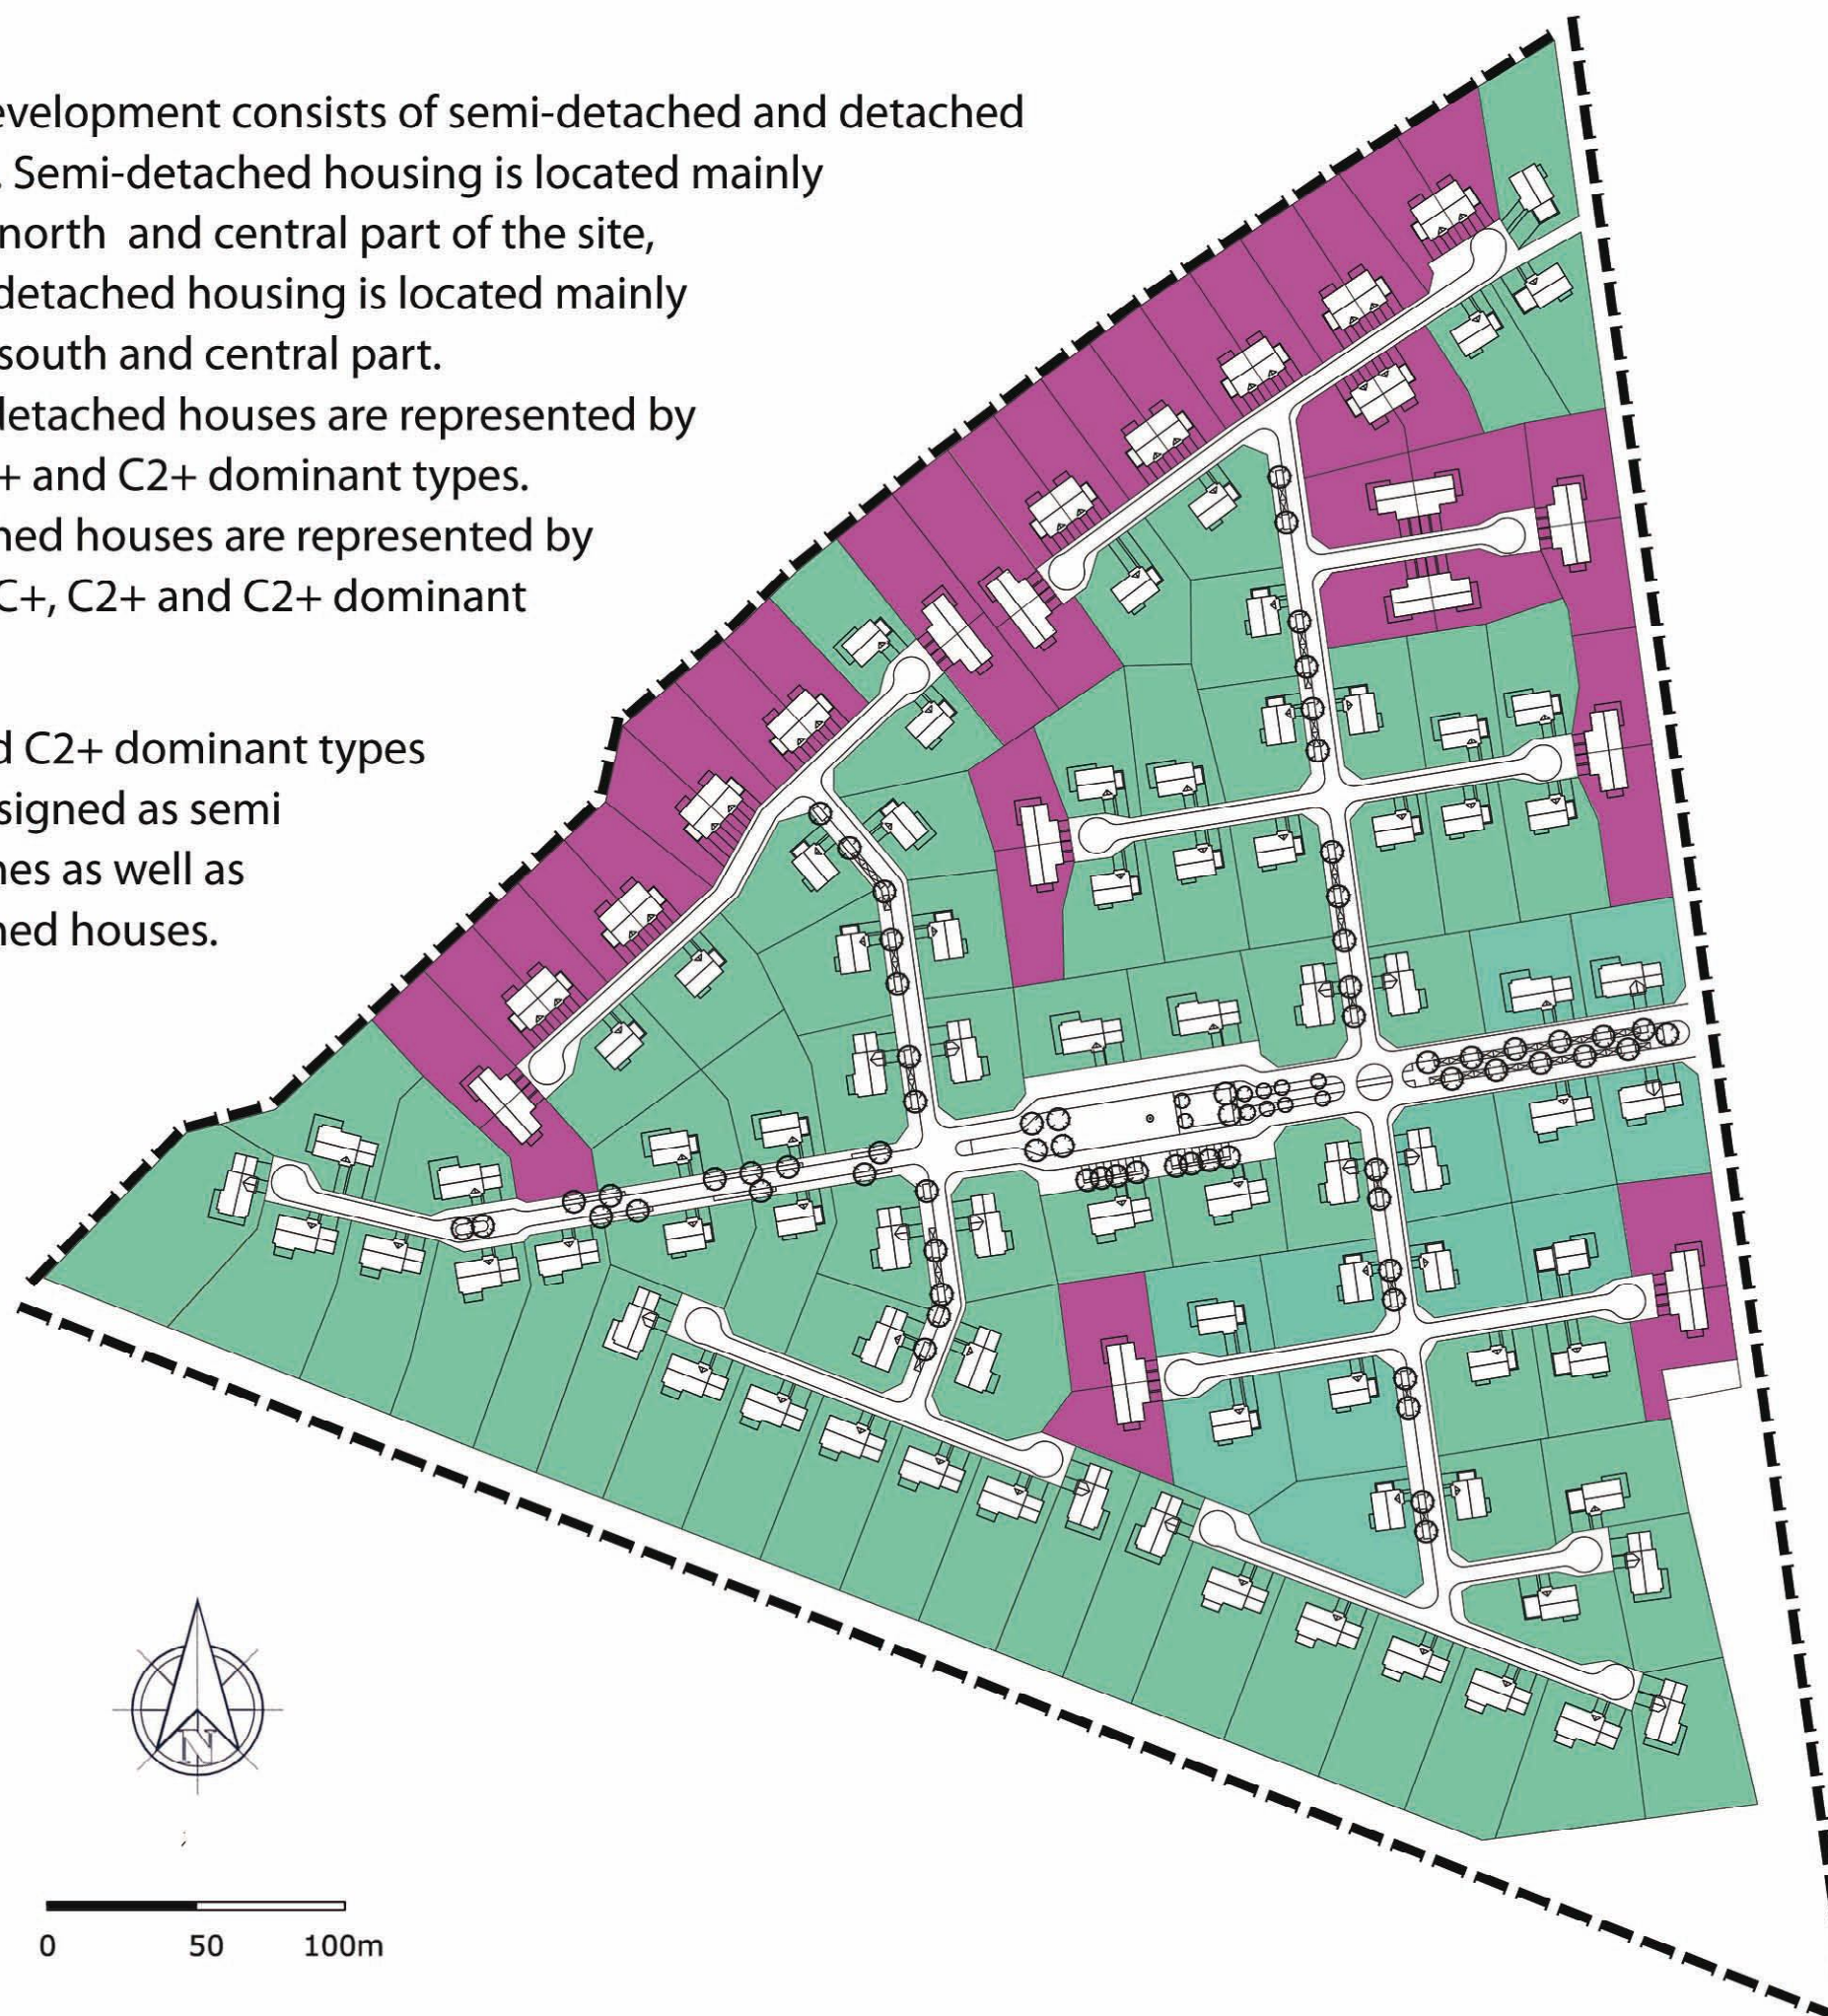 evelopment consists of semi-detached and detached
. Semi-detached housing is located mainly
north and central part of the site,
detached housing is located mainly
south and central part.
detached houses are represented by
+ and C2+ dominant types.
hed houses are represented by
C+, C2+ and C2+ dominant
d C2+ dominant types
signed as semi
nes as well as
hed houses.
N
0 50 100m